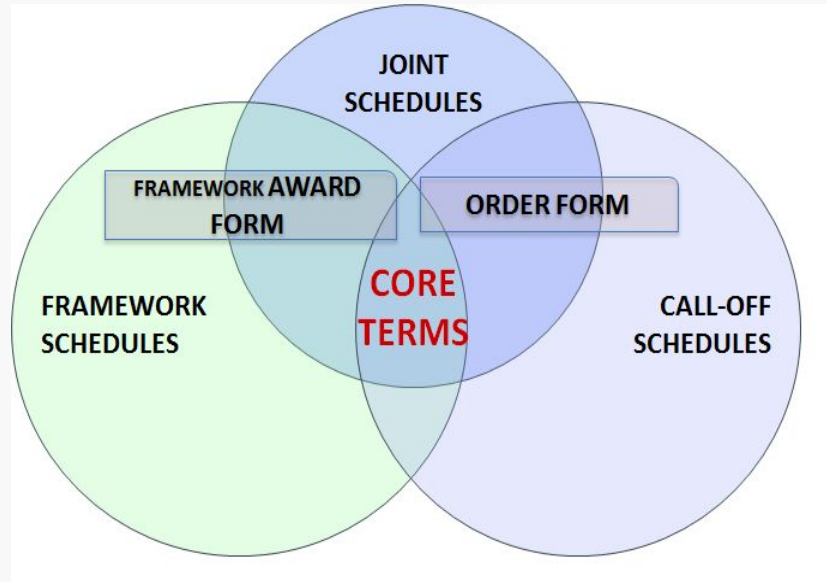 JOINT
SCHEDULES
FRAMEWORK AWARD
FORM
ORDER FORM
CORE
TERMS
FRAMEWORK
SCHEDULES
CALL-OFF
SCHEDULES